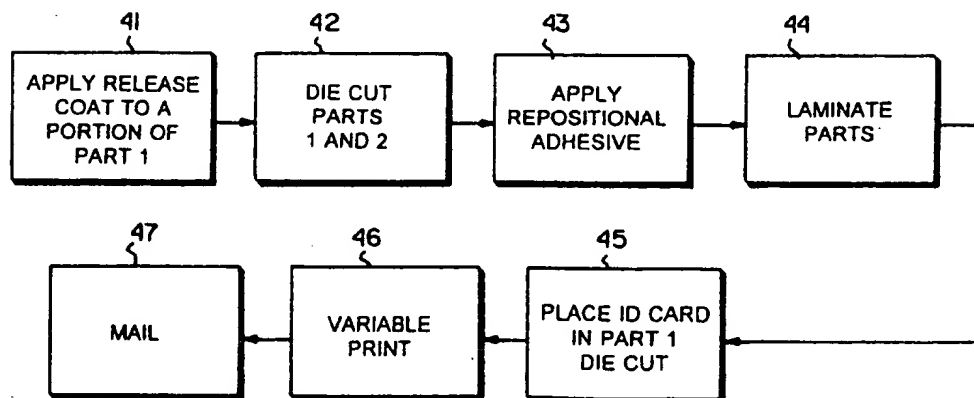 41
APPLY RELEASE
COAT TO A
PORTION OF
PART 1
42
DIE CUT
PARTS
1 AND 2
43
APPLY
REPOSITIONAL
ADHESIVE
44
LAMINATE
PARTS
45
PLACE ID CARD
IN PART 1
DIE CUT
46
VARIABLE
PRINT
47
MAIL